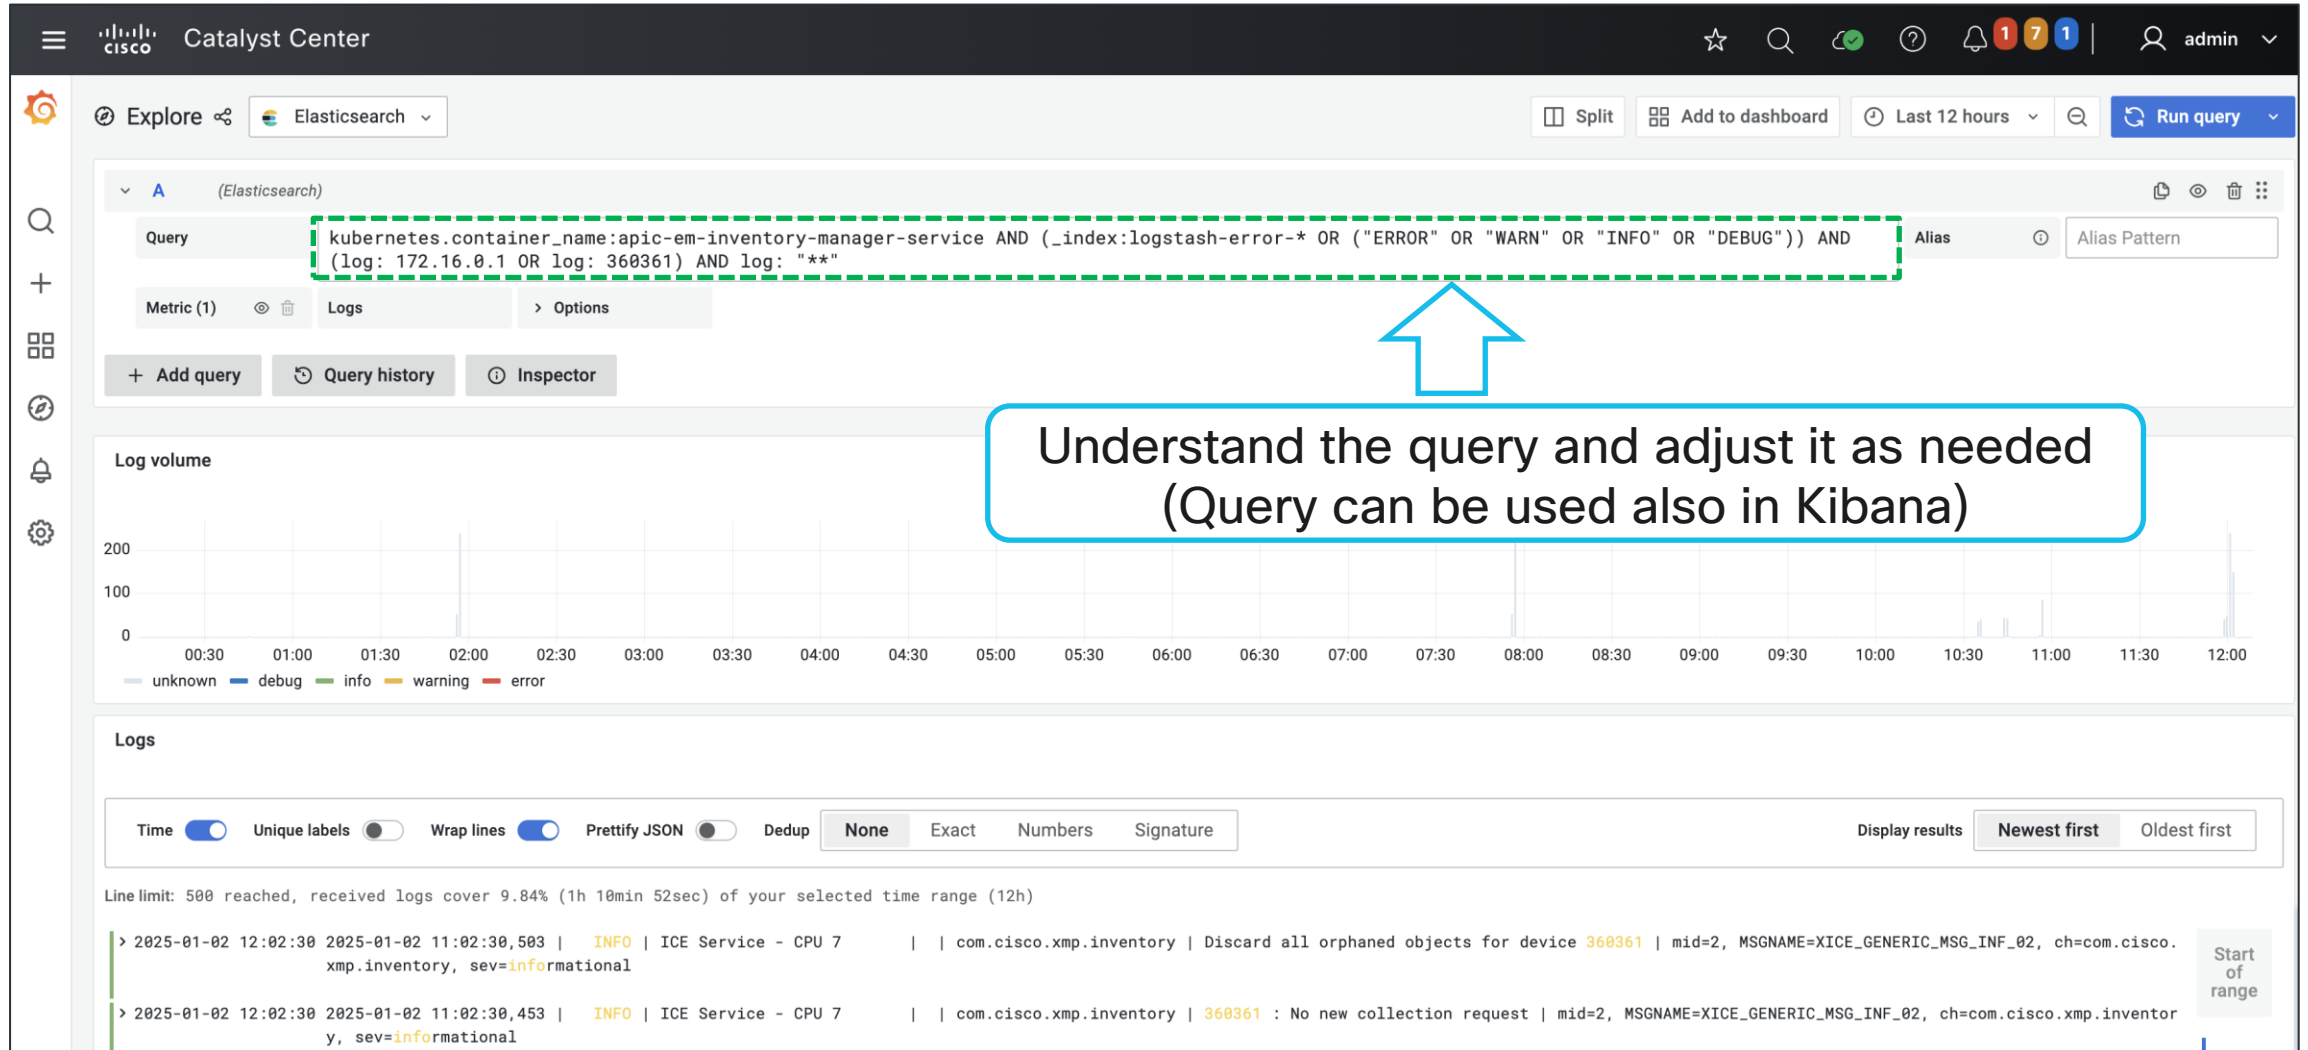 cisco Catalyst Center 1 7 1 admin
Explore Elasticsearch Split Add to dashboard Last 12 hours Run query
A (Elasticsearch)
Query kubernetes.container_name:apic-em-inventory-manager-service AND (_index:logstash-error-* OR ("ERROR" OR "WARN" OR "INFO" OR "DEBUG")) AND Alias Alias Pattern
(log: 172.16.0.1 OR log: 360361) AND log: "**"
Metric (1) Logs > Options
+ Add query Query history Inspector
Understand the query and adjust it as needed
(Query can be used also in Kibana)
Log volume
200
100
0
00:30 01:00 01:30 02:00 02:30 03:00 03:30 04:00 04:30 05:00 05:30 06:00 06:30 07:00 07:30 08:00 08:30 09:00 09:30 10:00 10:30 11:00 11:30 12:00
unknown debug info warning error
Logs
Time Unique labels Wrap lines Prettify JSON Dedup None Exact Numbers Signature Display results Newest first Oldest first
Line limit: 500 reached, received logs cover 9.84% (1h 10min 52sec) of your selected time range (12h)
> 2025-01-02 12:02:30 2025-01-02 11:02:30,503 | INFO | ICE Service - CPU 7 | | com.cisco.xmp.inventory | Discard all orphaned objects for device 360361 | mid=2, MSGNAME=XICE_GENERIC_MSG_INF_02, ch=com.cisco.
xmp.inventory, sev=informational
Start
of
range
> 2025-01-02 12:02:30 2025-01-02 11:02:30,453 | INFO | ICE Service - CPU 7 | | com.cisco.xmp.inventory | 360361 : No new collection request | mid=2, MSGNAME=XICE_GENERIC_MSG_INF_02, ch=com.cisco.xmp.inventor
y, sev=informational